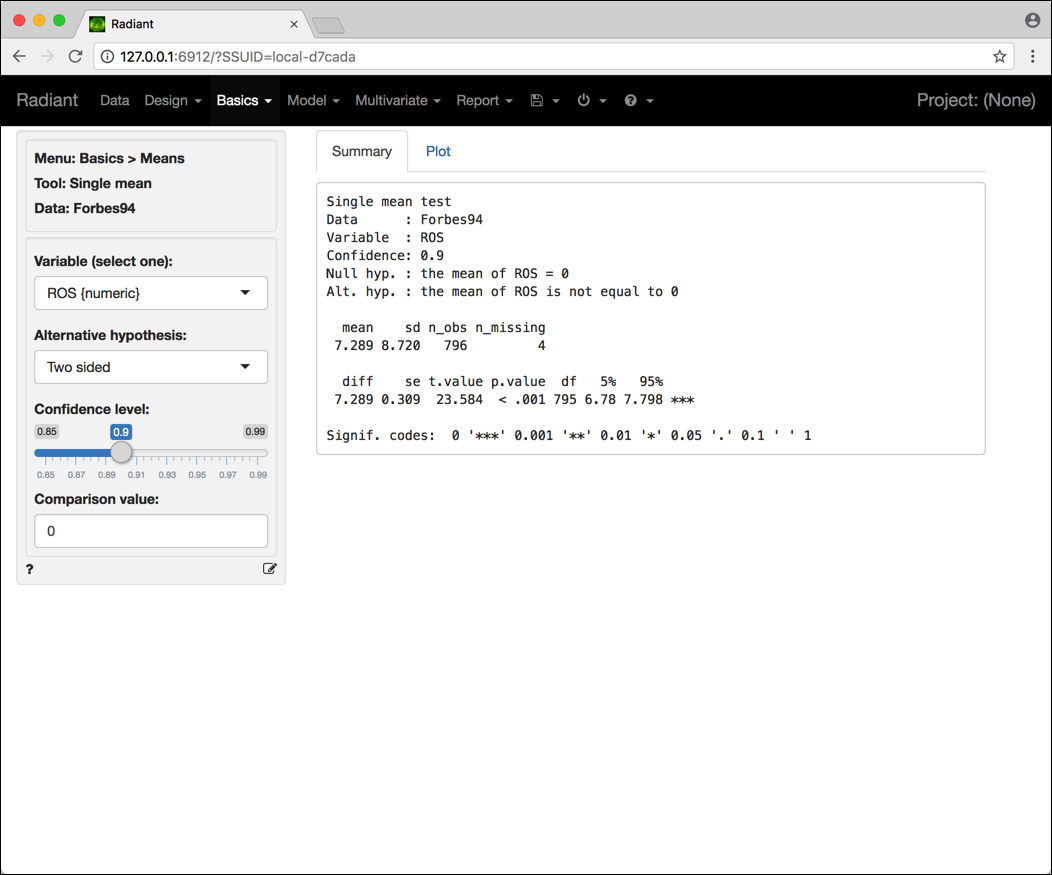 Radiant
127.0.0.1:6912/?SSUID=local-d7cada
Radiant Data Design Basics Model Multivariate Report Project: (None)
Menu: Basics > Means
Tool: Single mean
Data: Forbes94
Variable (select one):
ROS {numeric}
Alternative hypothesis:
Two sided
Confidence level:
0.85 0.9 0.99
0.85 0.87 0.89 0.91 0.93 0.95 0.97 0.99
Comparison value:
0
?
Summary Plot
Single mean test
Data      : Forbes94
Variable  : ROS
Confidence: 0.9
Null hyp. : the mean of ROS = 0
Alt. hyp. : the mean of ROS is not equal to 0
mean    sd n_obs n_missing
7.289 8.720   796         4
diff    se t.value p.value  df   5%   95%
7.289 0.309  23.584  < .001 795 6.78 7.798 ***
Signif. codes:  0 '***' 0.001 '**' 0.01 '*' 0.05 '.' 0.1 ' ' 1